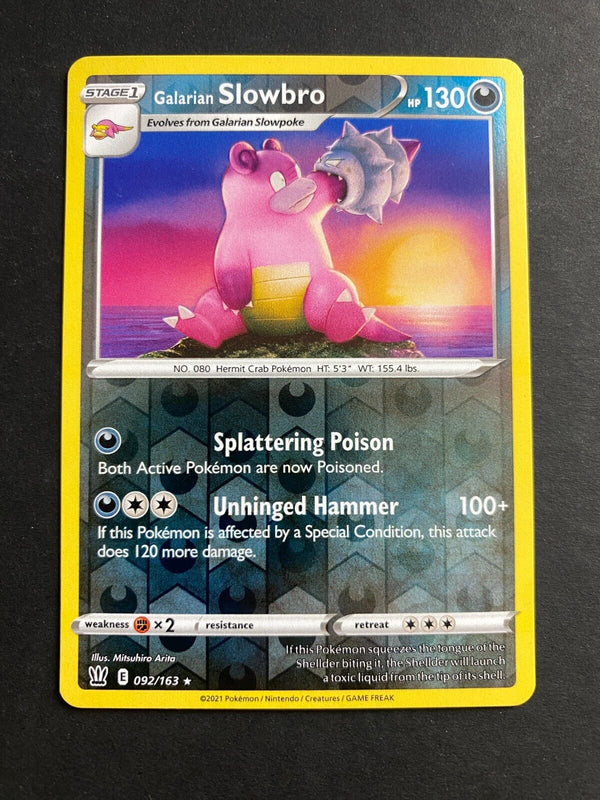 STAGE 1
Galarian Slowbro
HP 130
Evolves from Galarian Slowpoke
NO. 080 Hermit Crab Pokémon HT: 5'3" WT: 155.4 lbs.
Splattering Poison
Both Active Pokémon are now Poisoned.
Unhinged Hammer 100+
If this Pokémon is affected by a Special Condition, this attack
does 120 more damage.
weakness ×2 resistance retreat
Illus. Mitsuhiro Arita
If this Pokémon squeezes the tongue of the
Shellder biting it, the Shellder will launch
a toxic liquid from the tip of its shell.
E 092/163 ★
©2021 Pokémon / Nintendo / Creatures / GAME FREAK